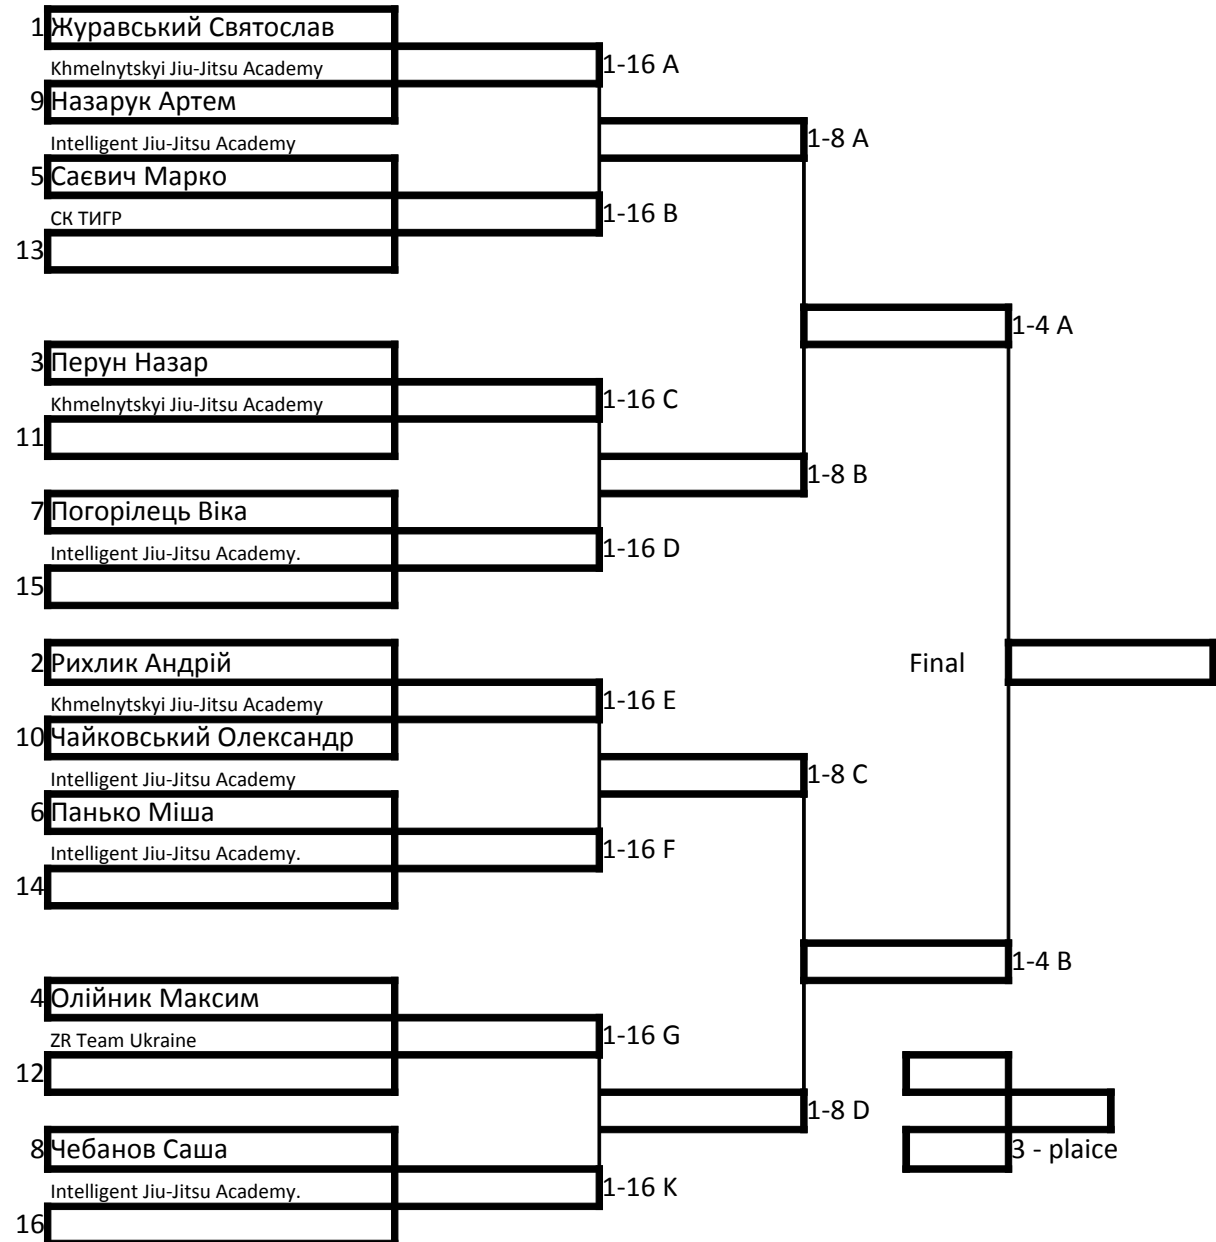 1 Журавський Святослав
Khmelnytskyi Jiu-Jitsu Academy
1-16 A
9 Назарук Артем
Intelligent Jiu-Jitsu Academy
1-8 A
5 Саєвич Марко
СК ТИГР
1-16 B
13
1-4 A
3 Перун Назар
Khmelnytskyi Jiu-Jitsu Academy
1-16 C
11
1-8 B
7 Погорілець Віка
Intelligent Jiu-Jitsu Academy.
1-16 D
15
2 Рихлик Андрій
Final
Khmelnytskyi Jiu-Jitsu Academy
1-16 E
10 Чайковський Олександр
Intelligent Jiu-Jitsu Academy
1-8 C
6 Панько Міша
Intelligent Jiu-Jitsu Academy.
1-16 F
14
1-4 B
4 Олійник Максим
ZR Team Ukraine
1-16 G
12
1-8 D
8 Чебанов Саша
3 - plaice
Intelligent Jiu-Jitsu Academy.
1-16 K
16